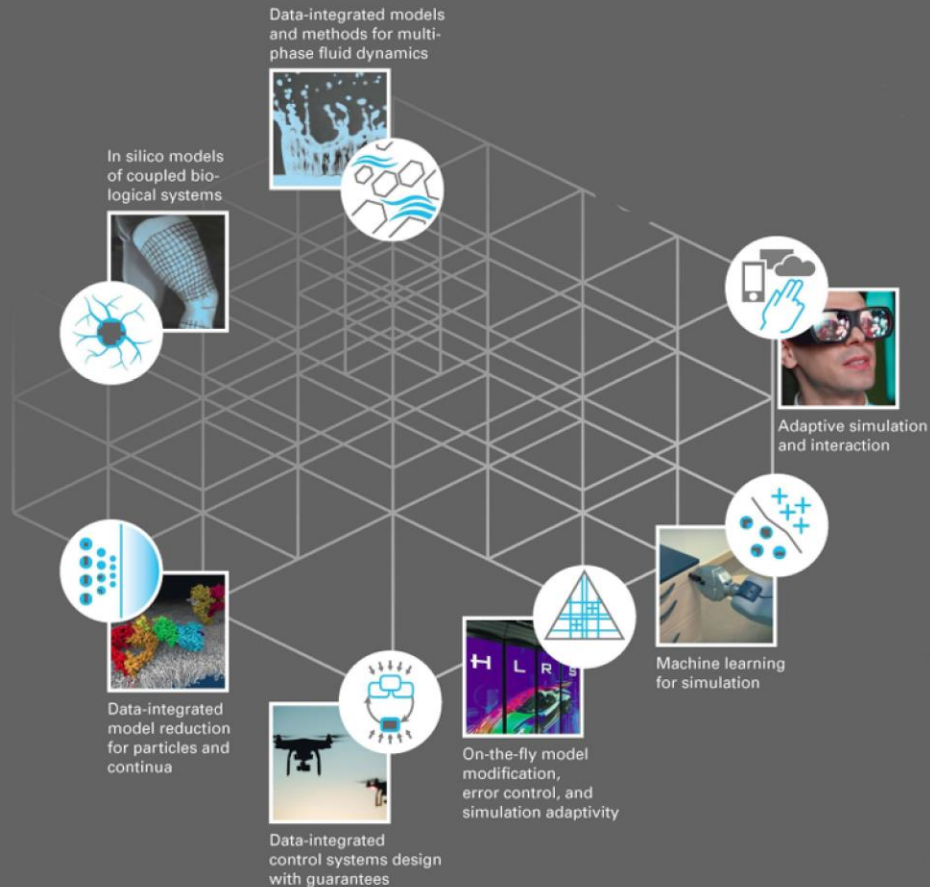 Data-integrated models
and methods for multi-
phase fluid dynamics
In silico models
of coupled bio-
logical systems
Adaptive simulation
and interaction
Machine learning
for simulation
H L R S
Data-integrated
model reduction
for particles and
continua
On-the-fly model
modification,
error control, and
simulation adaptivity
Data-integrated
control systems design
with guarantees